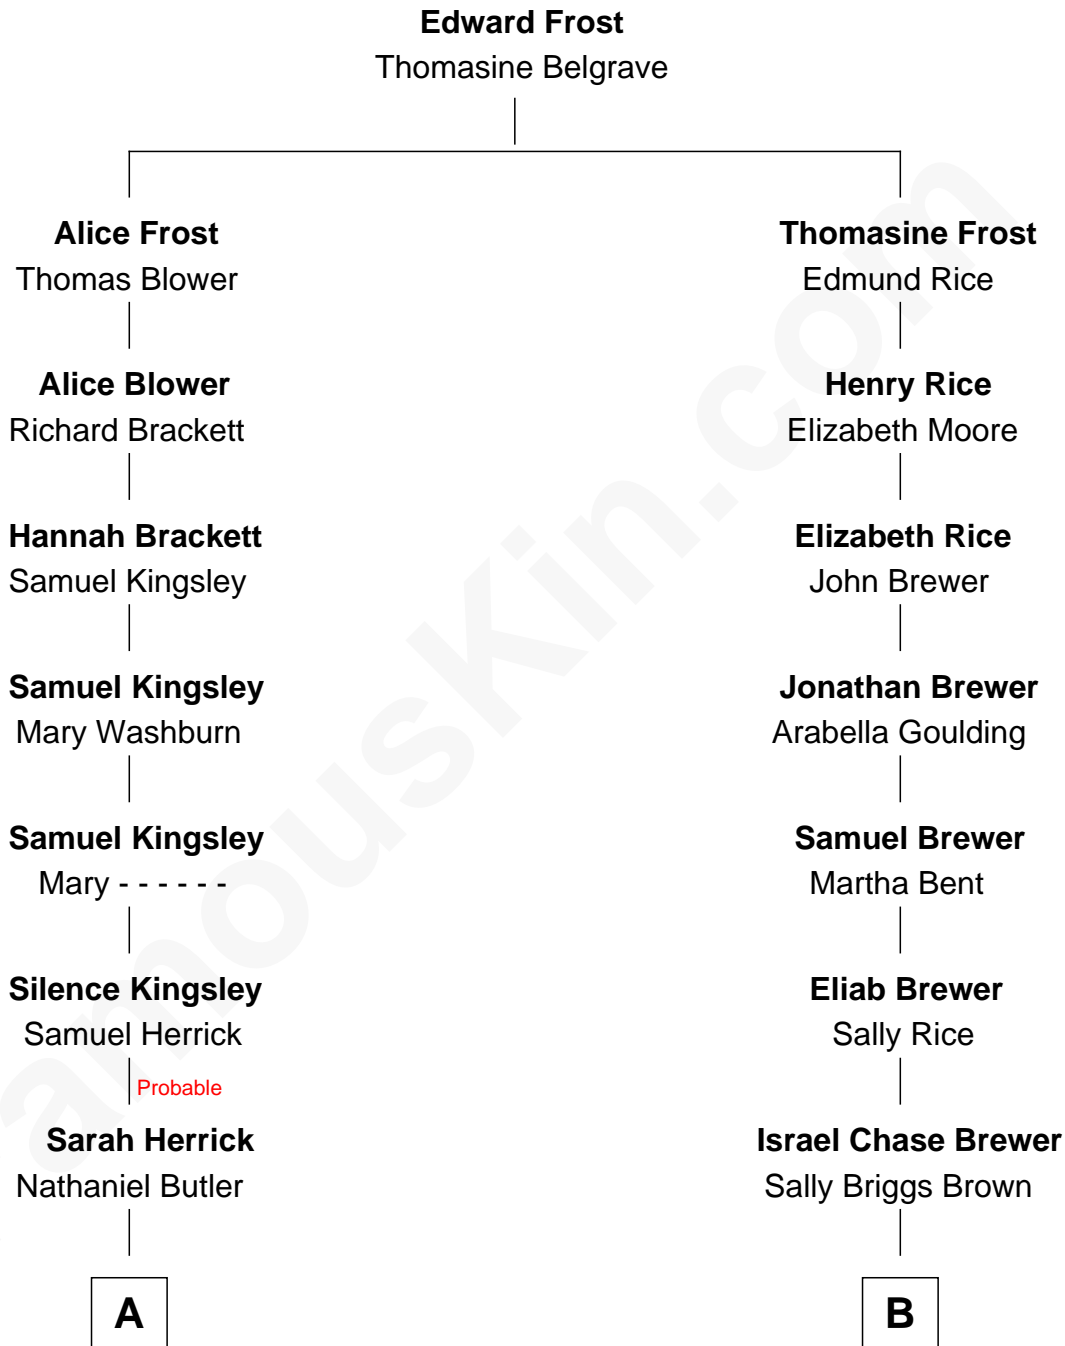 Edward Frost
Thomasine Belgrave
Alice Frost
Thomas Blower
Thomasine Frost
Edmund Rice
Alice Blower
Richard Brackett
Henry Rice
Elizabeth Moore
Hannah Brackett
Samuel Kingsley
Elizabeth Rice
John Brewer
Samuel Kingsley
Mary Washburn
Jonathan Brewer
Arabella Goulding
Samuel Kingsley
Mary - - - - - -
Samuel Brewer
Martha Bent
Silence Kingsley
Samuel Herrick
Probable
Eliab Brewer
Sally Rice
Sarah Herrick
Nathaniel Butler
Israel Chase Brewer
Sally Briggs Brown
A
B
amousKin.com